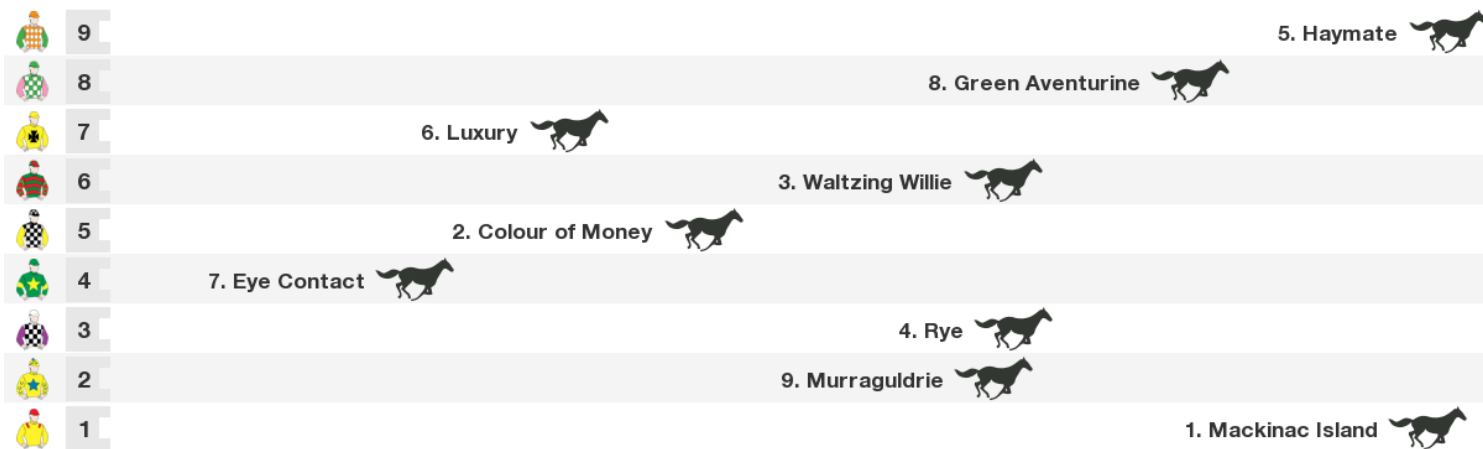 9 5. Haymate
8 8. Green Aventurine
7 6. Luxury
6 3. Waltzing Willie
5 2. Colour of Money
4 7. Eye Contact
3 4. Rye
2 9. Murraguldrie
1 1. Mackinac Island